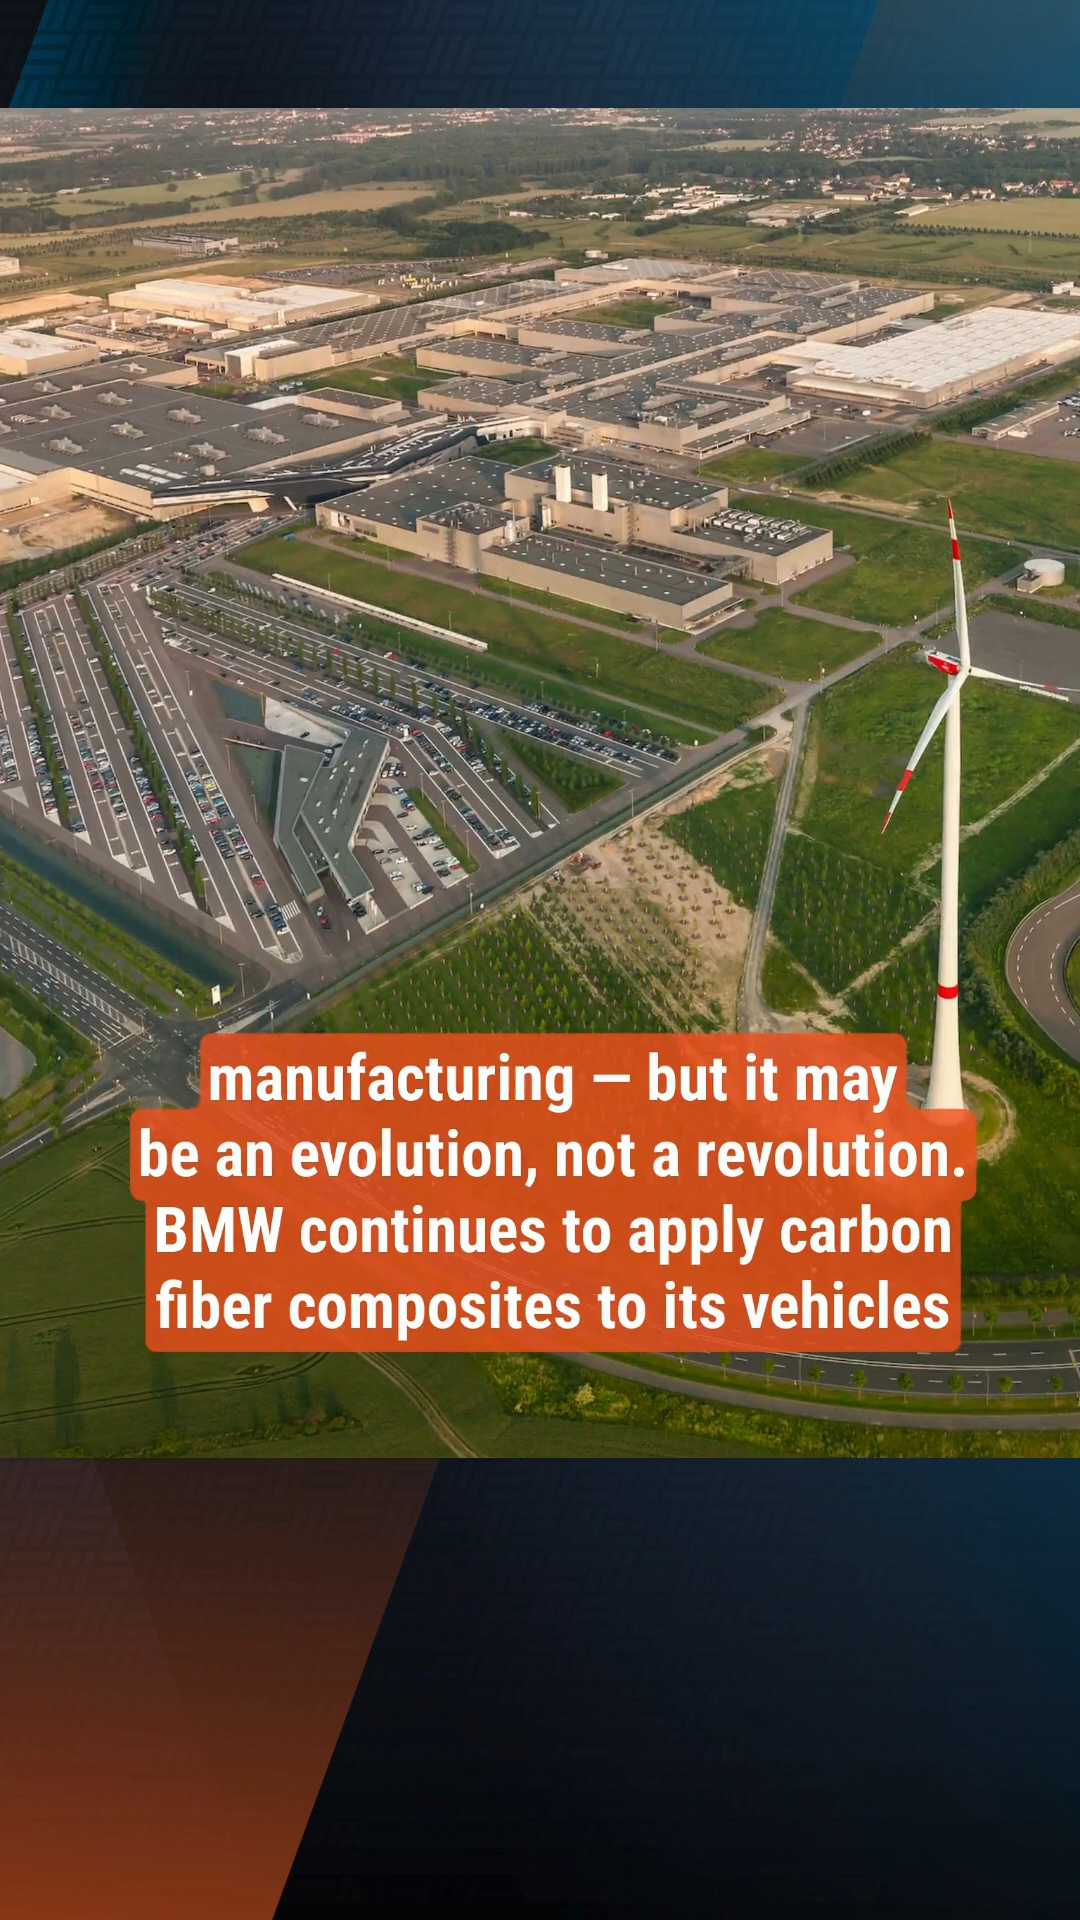 manufacturing — but it may
be an evolution, not a revolution.
BMW continues to apply carbon
fiber composites to its vehicles